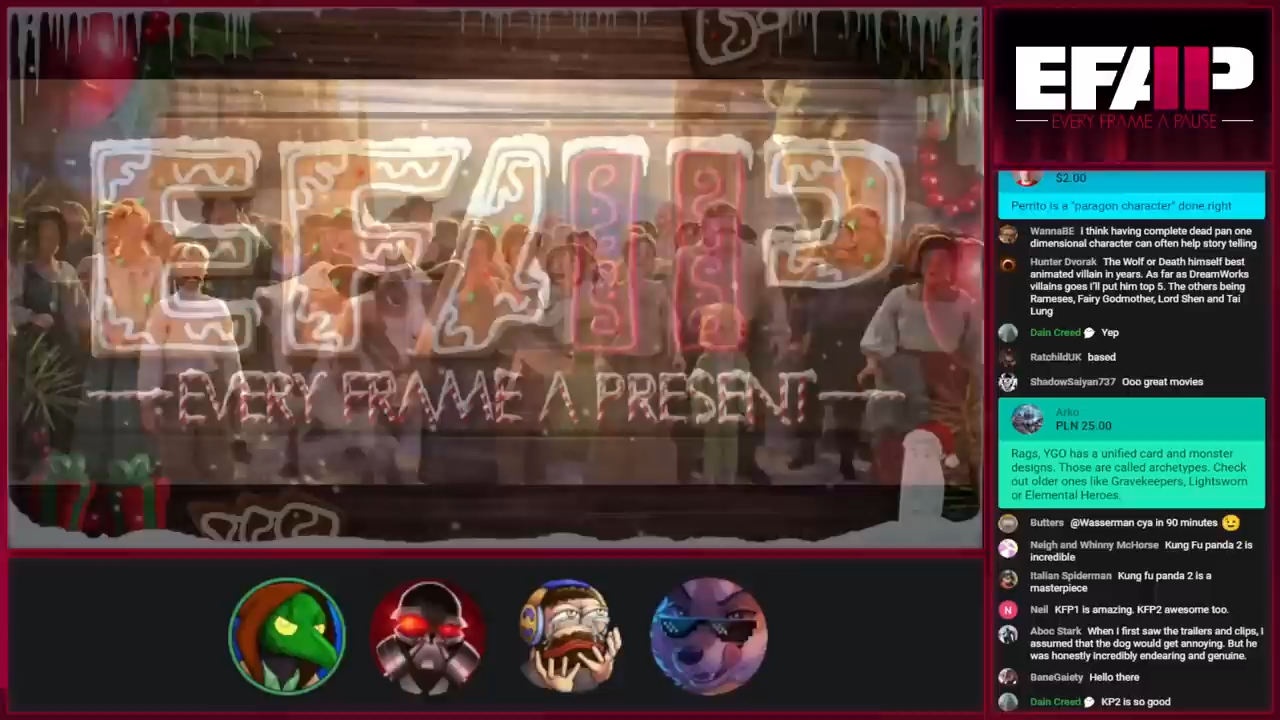 EFAIIP
EVERY FRAME A PRESENT
EFAIIP
EVERY FRAME A PAUSE
$2.00
Perrito is a "paragon character" done right
WannaBE i think having complete dead pan one
dimensional character can often help story telling
Hunter Dvorak The Wolf or Death himself best
animated villain in years. As far as DreamWorks
villains goes I'll put him top 5. The others being
Rameses, Fairy Godmother, Lord Shen and Tai
Lung
Dain Creed Yep
RatchildUK based
ShadowSaiyan737 Ooo great movies
Arko
PLN 25.00
Rags, YGO has a unified card and monster
designs. Those are called archetypes. Check
out older ones like Gravekeepers, Lightsworn
or Elemental Heroes.
Butters @Wasserman cya in 90 minutes 😉
Neigh and Whinny McHorse Kung Fu panda 2 is
incredible
Italian Spiderman Kung fu panda 2 is a
masterpiece
N Neil KFP1 is amazing. KFP2 awesome too.
Aboc Stark When I first saw the trailers and clips, I
assumed that the dog would get annoying. But he
was honestly incredibly endearing and genuine.
BaneGaiety Hello there
Dain Creed KP2 is so good